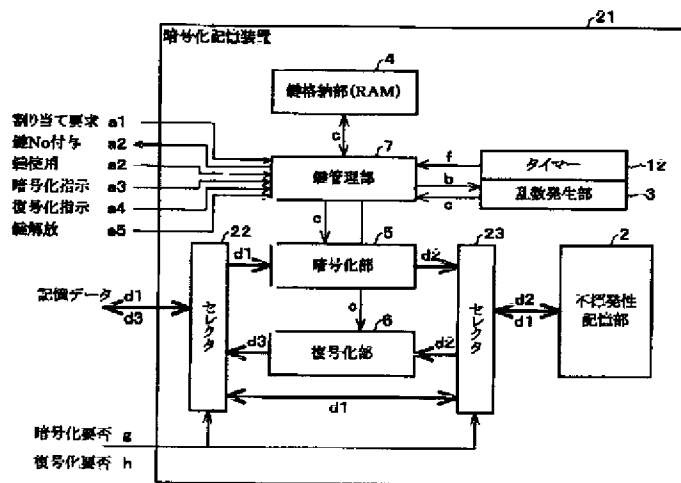 21
暗号化記憶装置
4
鍵格納部(RAM)
割り当て要求 a1
鍵No付与 a2
鍵使用 a2
暗号化指示 a3
復号化指示 a4
鍵解放 a5
c
7
鍵管理部
f
タイマー
12
b
乱数発生部
3
c
c
22
5
23
2
d1
暗号化部
d2
記憶データ
d1
d3
セレクタ
c
6
d3
復号化部
d2
セレクタ
d2
d1
不揮発性
記憶部
d1
暗号化要否 g
復号化要否 h